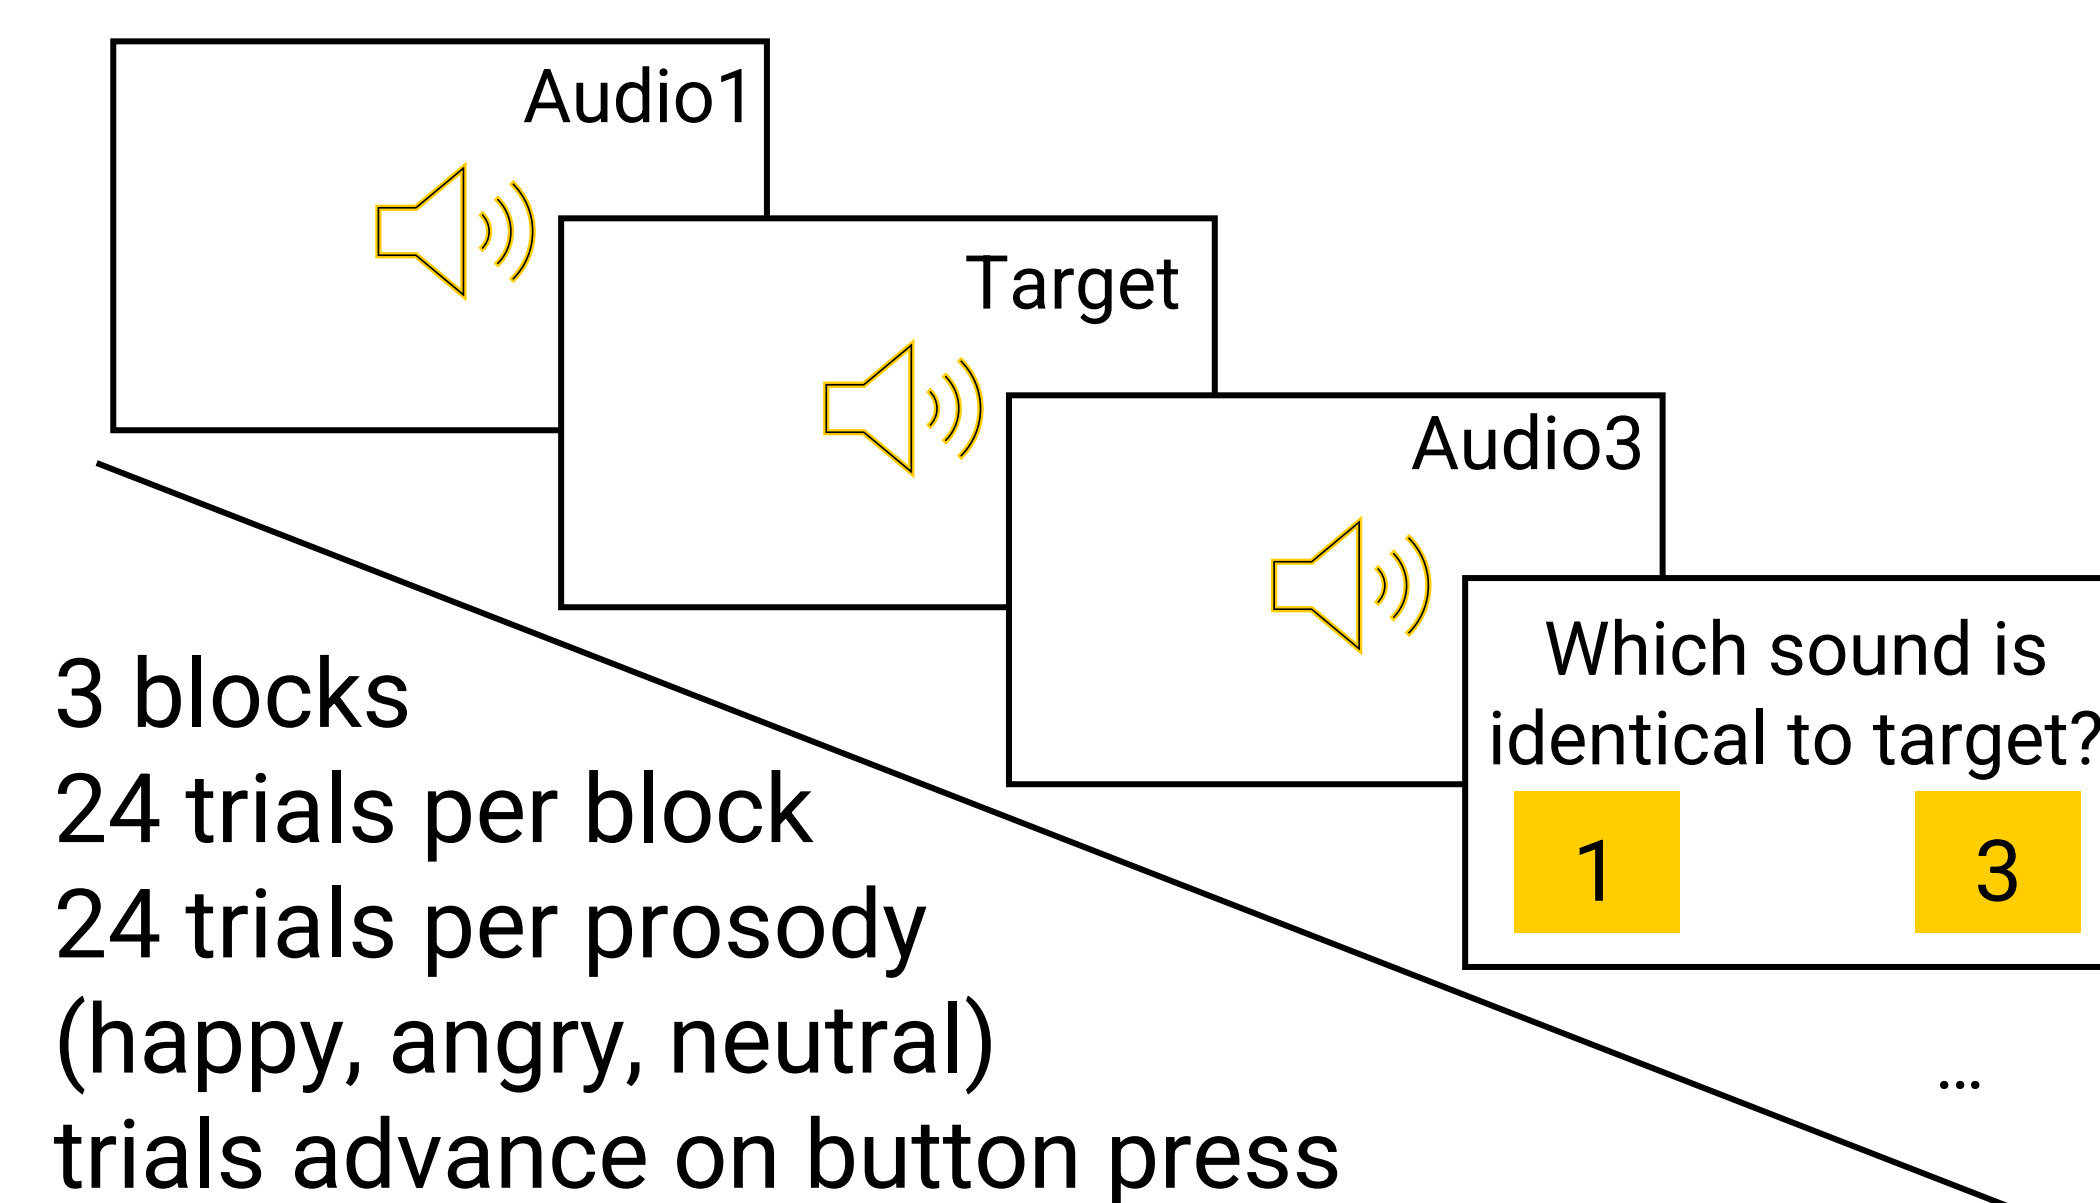 Audio1
Target
Audio3
Which sound is
identical to target?
1
3
3 blocks
24 trials per block
24 trials per prosody
(happy, angry, neutral)
trials advance on button press
...